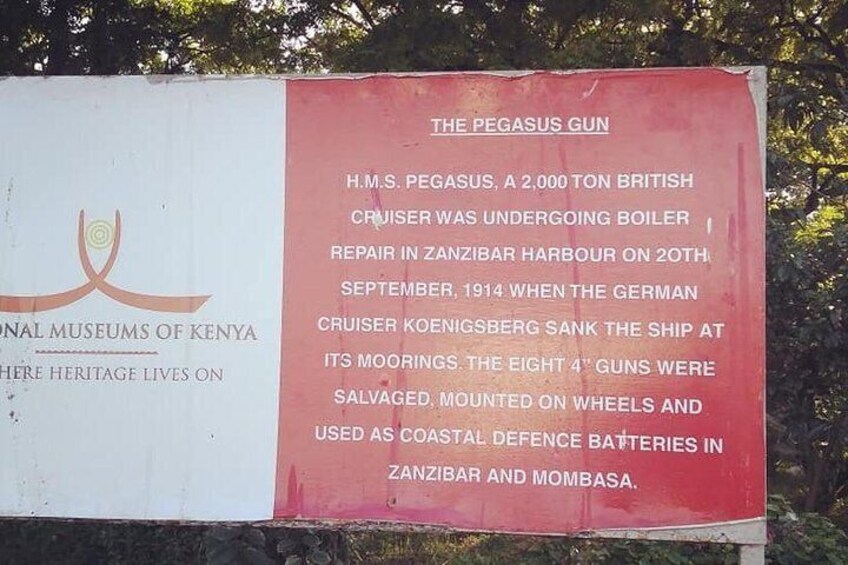 ONAL MUSEUMS OF KENYA
HERE HERITAGE LIVES ON
THE PEGASUS GUN
H.M.S. PEGASUS, A 2,000 TON BRITISH
CRUISER WAS UNDERGOING BOILER
REPAIR IN ZANZIBAR HARBOUR ON 20TH
SEPTEMBER, 1914 WHEN THE GERMAN
CRUISER KOENIGSBERG SANK THE SHIP AT
ITS MOORINGS. THE EIGHT 4" GUNS WERE
SALVAGED, MOUNTED ON WHEELS AND
USED AS COASTAL DEFENCE BATTERIES IN
ZANZIBAR AND MOMBASA.